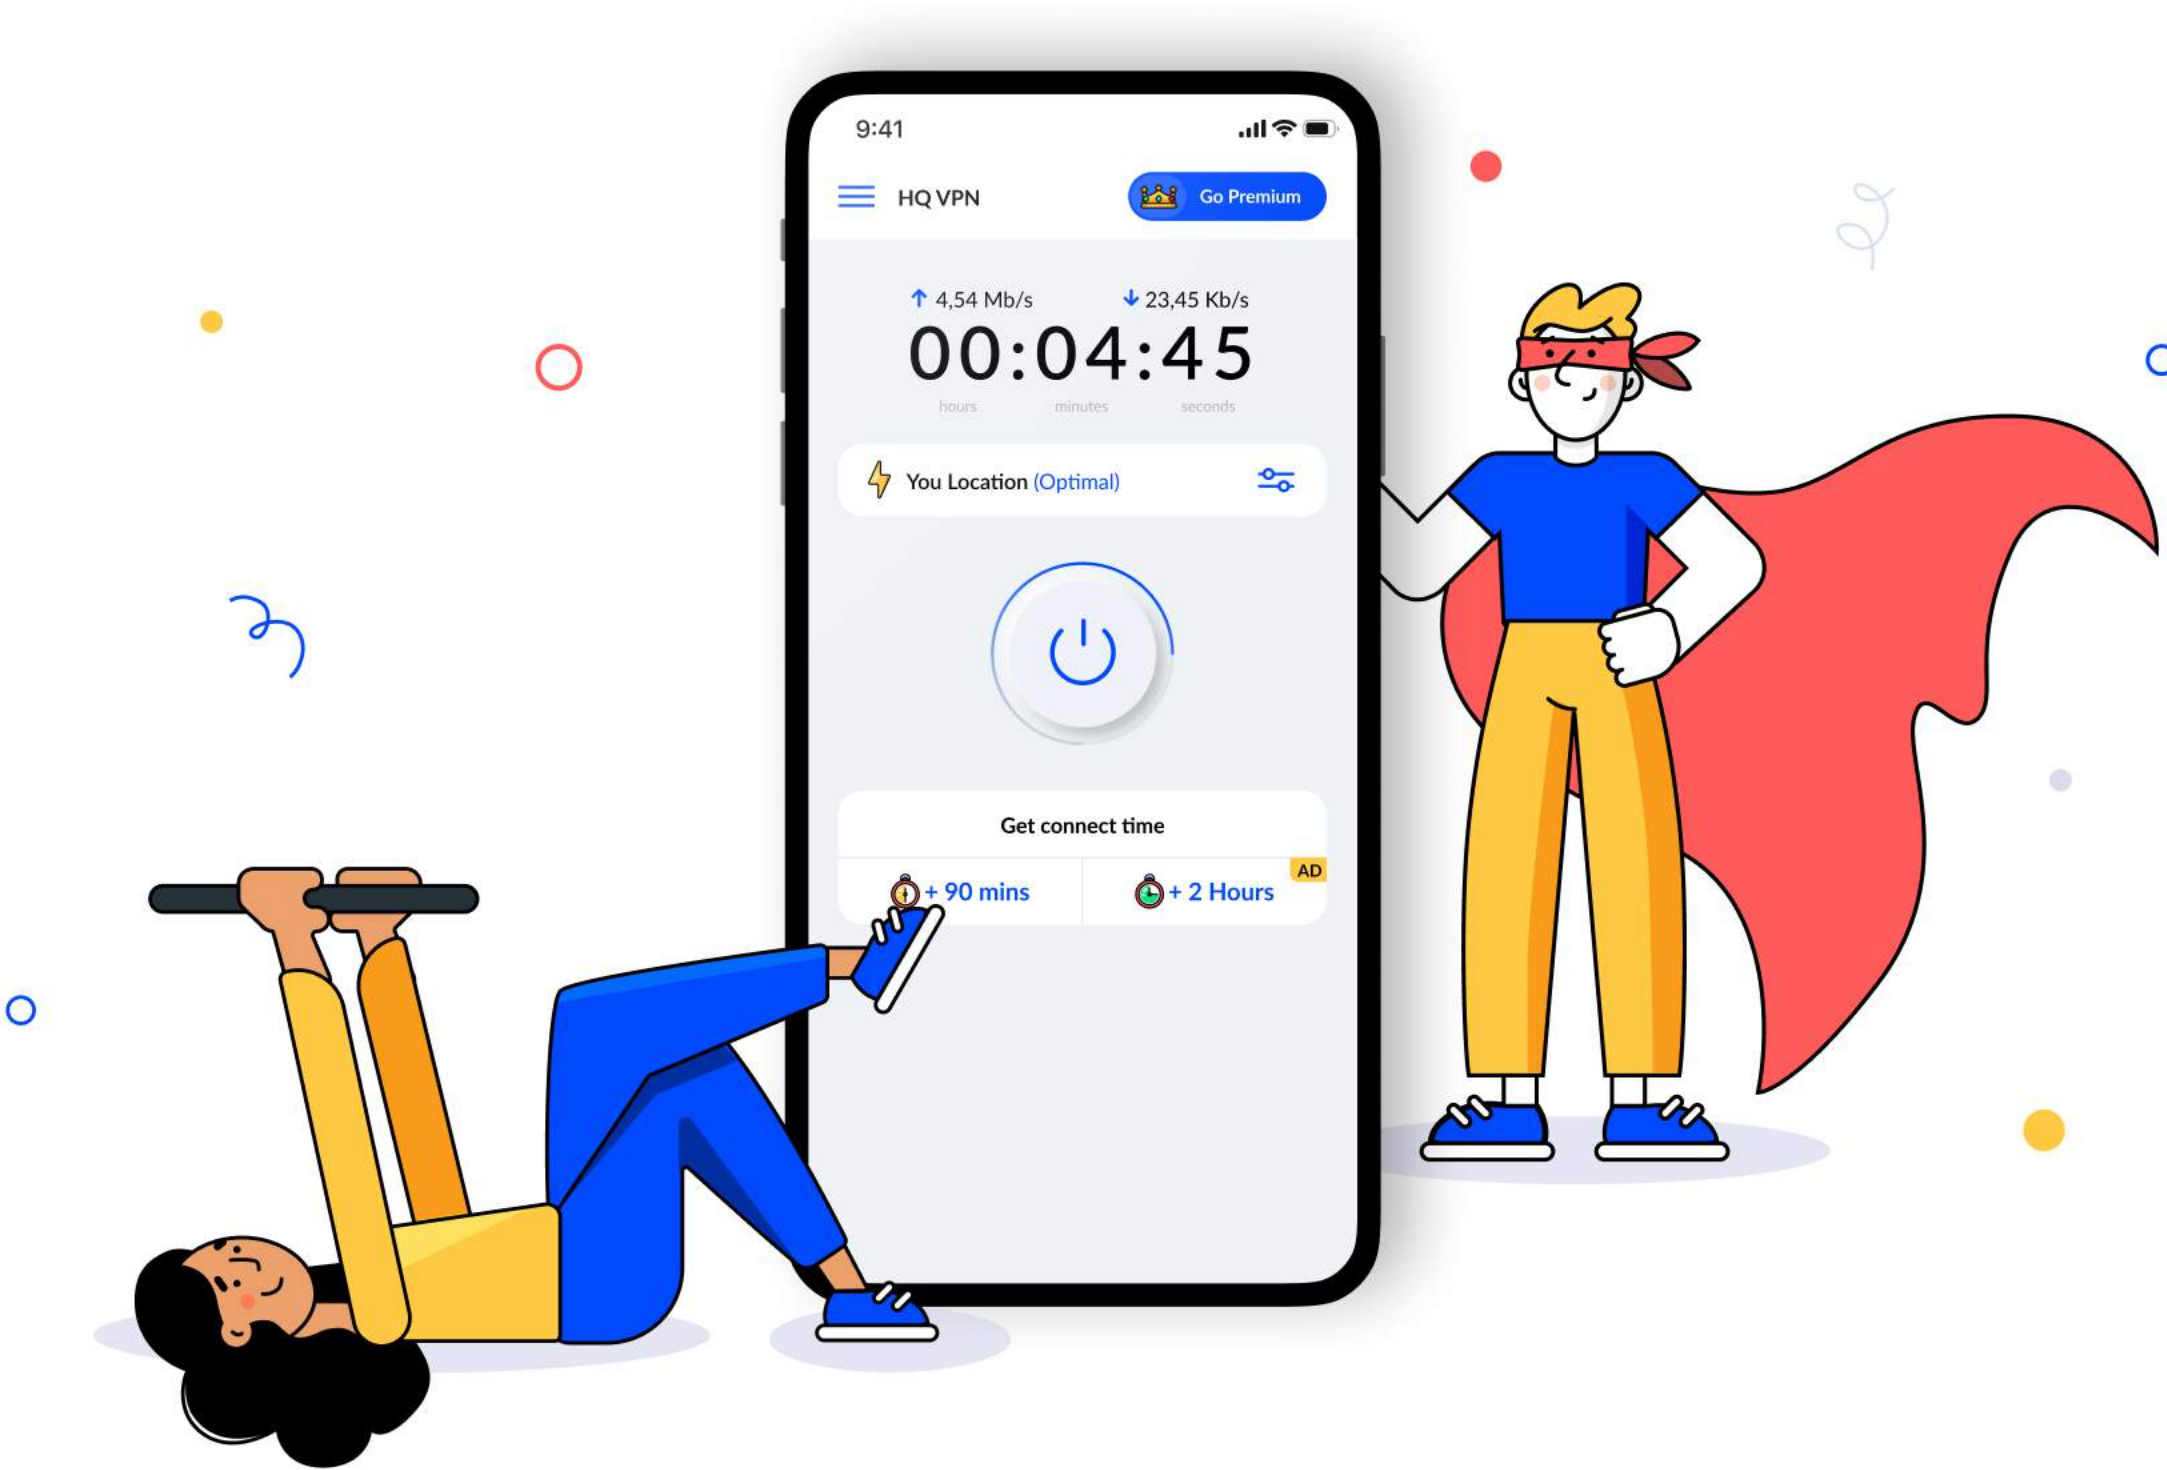 9:41
HQ VPN
Go Premium
4,54 Mb/s 23,45 Kb/s
00:04:45
hours minutes seconds
You Location (Optimal)
Get connect time
AD
+ 90 mins + 2 Hours